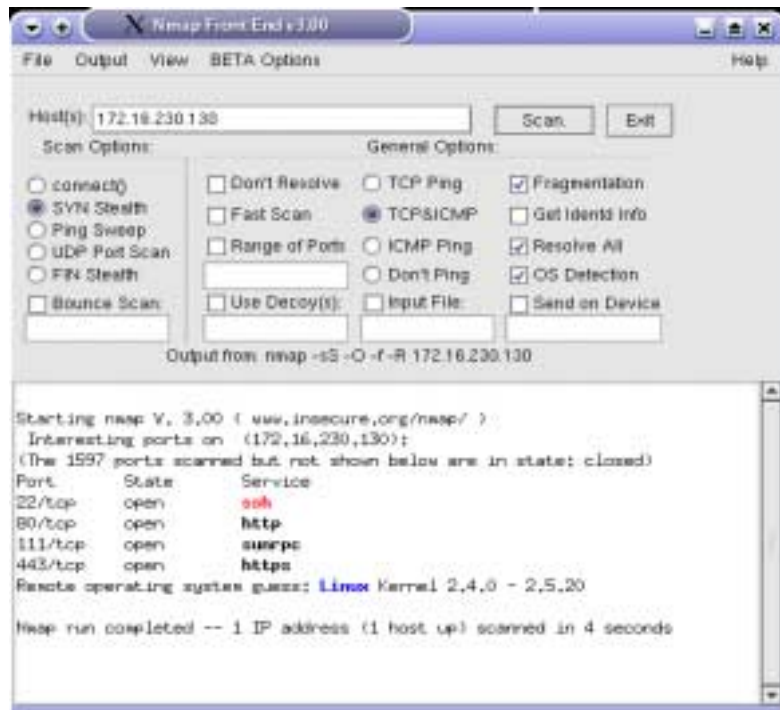 Nmap Front End v3.00
File Output View BETA Options Help
Host(s): 172.16.230.130 Scan. Exit
Scan Options: General Options:
connect() Don't Resolve TCP Ping Fragmentation
SYN Stealth Fast Scan TCP&ICMP Get Identd Info
Ping Sweep Range of Ports ICMP Ping Resolve All
UDP Port Scan Don't Ping OS Detection
FIN Stealth
Bounce Scan: Use Decoy(s): Input File: Send on Device
Output from: nmap -sS -O -f -R 172.16.230.130
Starting nmap V. 3.00 ( www.insecure.org/nmap/ )
Interesting ports on (172.16.230.130):
(The 1597 ports scanned but not shown below are in state: closed)
Port State Service
22/tcp open ssh
80/tcp open http
111/tcp open sunrpc
443/tcp open https
Remote operating system guess: Linux Kernel 2.4.0 - 2.5.20
Nmap run completed -- 1 IP address (1 host up) scanned in 4 seconds